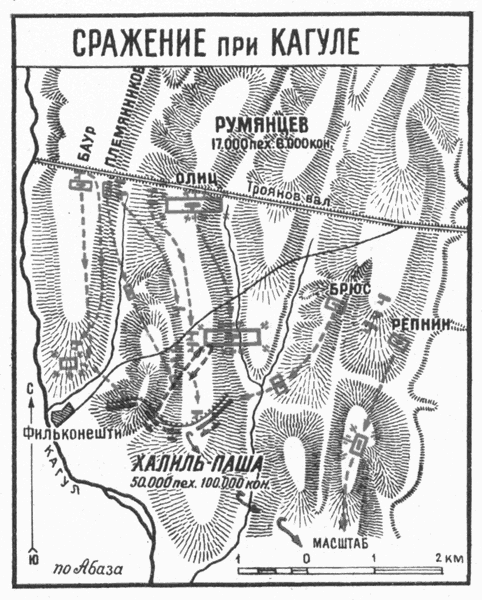 СРАЖЕНИЕ ПРИ КАГУЛЕ
БАУР
ПЛЕМЯННИКОВ
РУМЯНЦЕВ
17.000 пех. 6.000 кон.
ОЛИЦ
Троянов вал
БРЮС
РЕПНИН
С
Фильконешти
КАГУЛ
ХАЛИЛЬ-ПАША
50.000 пех. 100.000 кон.
Ю
по Абаза
МАСШТАБ
1 0 1 2 КМ